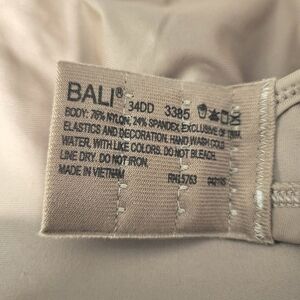 BALI® 34DD 3385
BODY: 76% NYLON, 24% SPANDEX, EXCLUSIVE OF TRIM,
ELASTICS AND DECORATION. HAND WASH COLD
WATER, WITH LIKE COLORS. DO NOT BLEACH.
LINE DRY. DO NOT IRON.
MADE IN VIETNAM RN15763